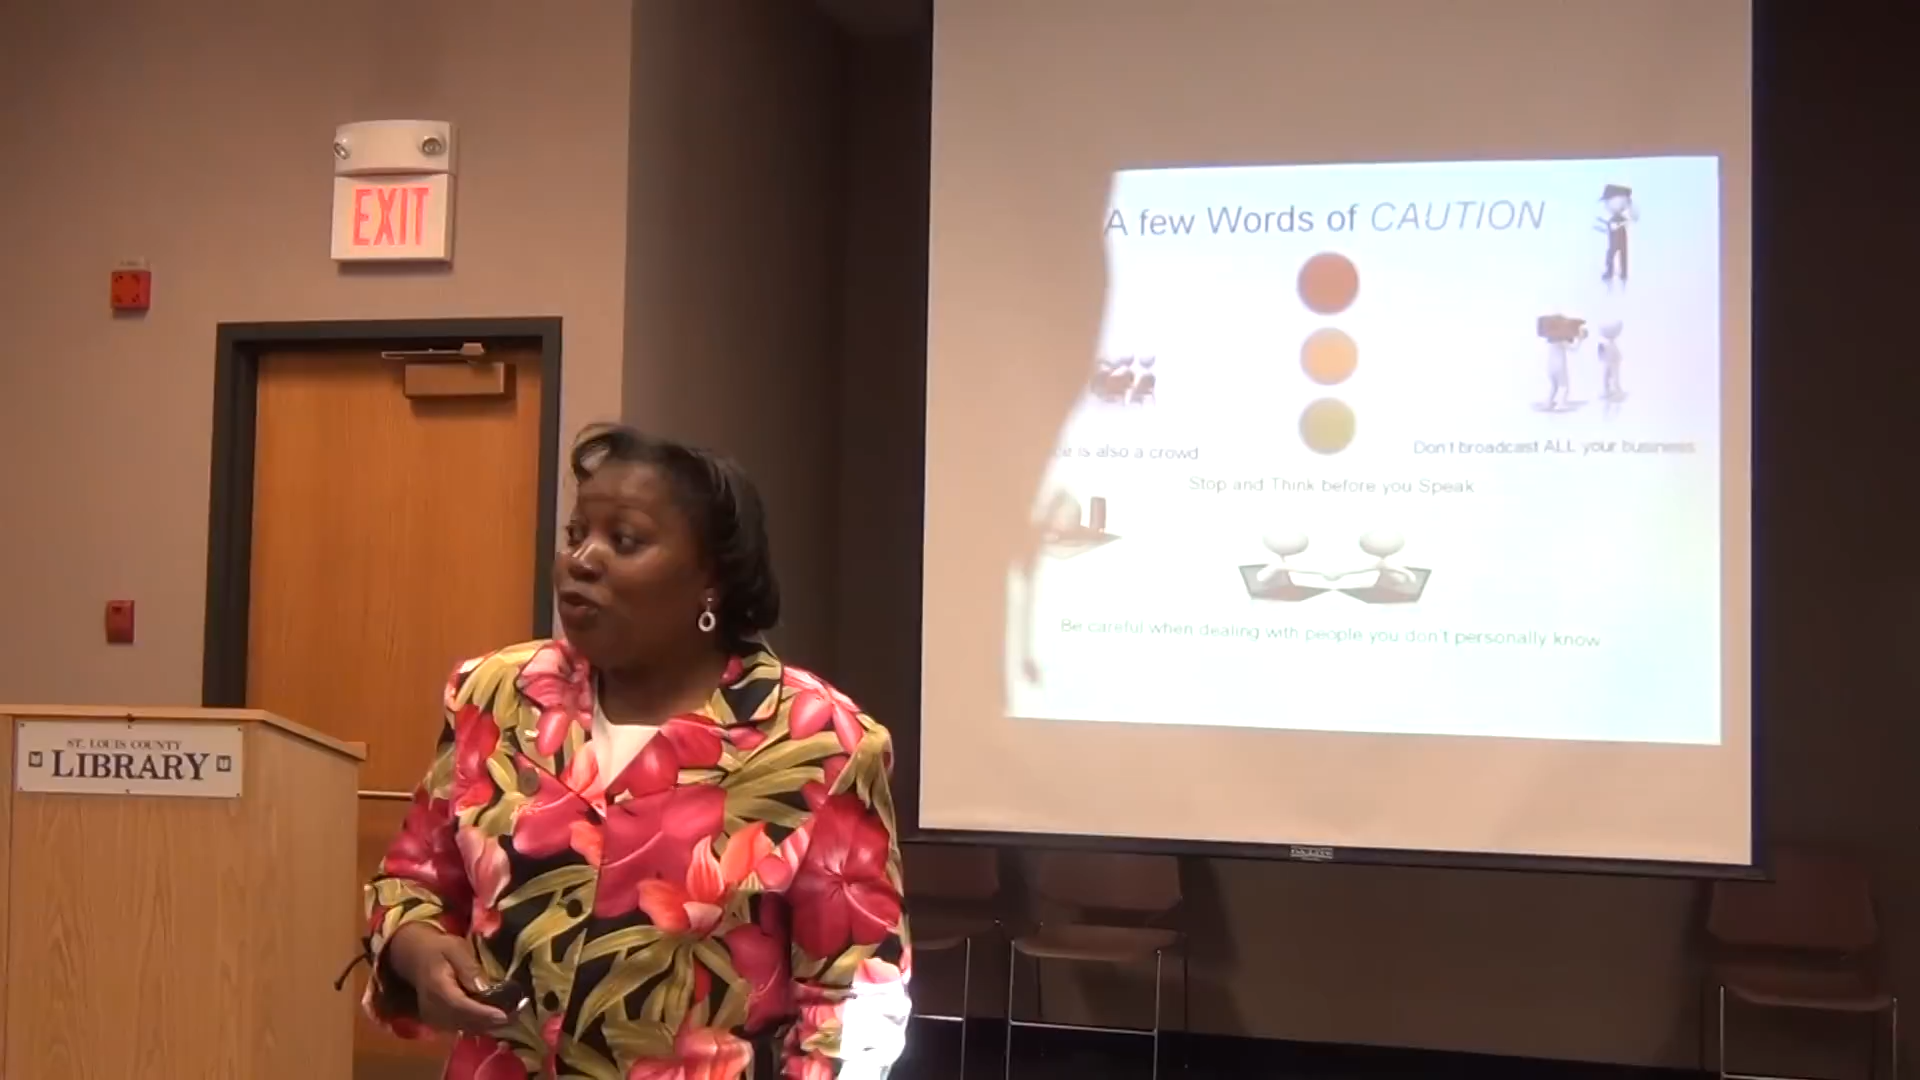 EXIT
ST. LOUIS COUNTY
LIBRARY
A few Words of CAUTION
is also a crowd
Don't broadcast ALL your business
Stop and Think before you Speak
Be careful when dealing with people you don't personally know